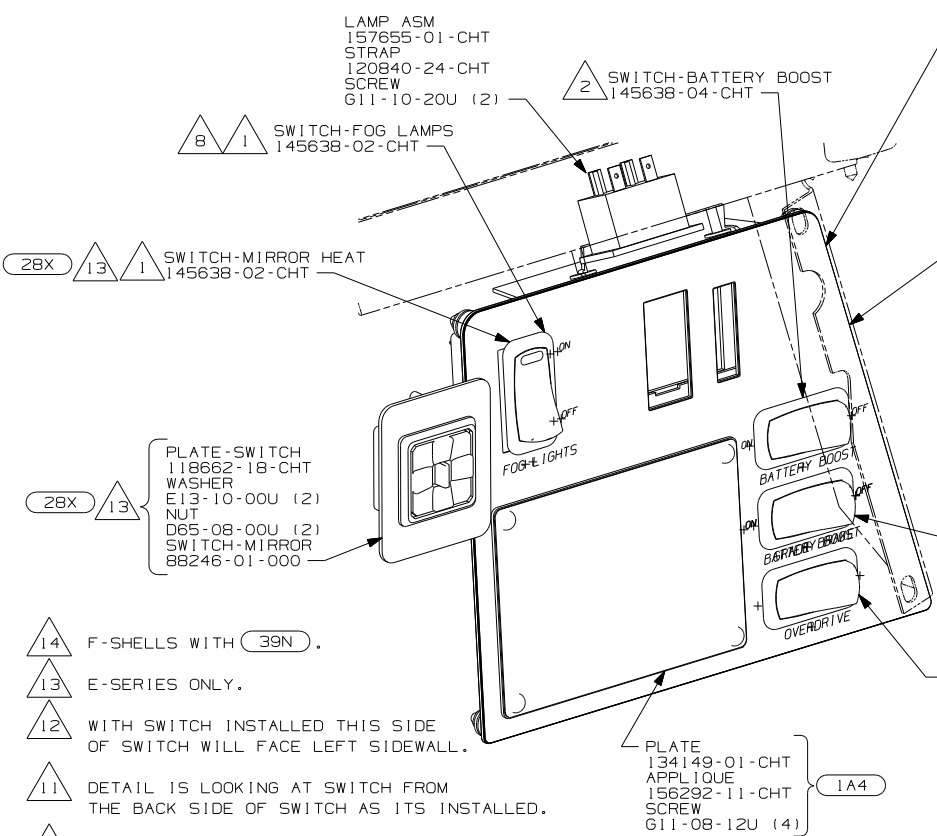 LAMP ASM
157655-01-CHT
STRAP
120840-24-CHT
SCREW
G11-10-20U (2)
2
SWITCH-BATTERY BOOST
145638-04-CHT
8
1
SWITCH-FOG LAMPS
145638-02-CHT
28X
13
1
SWITCH-MIRROR HEAT
145638-02-CHT
ON
OFF
FOG LIGHTS
ON
OFF
BATTERY BOOST
ON
OFF
OVERDRIVE
28X
13
PLATE-SWITCH
118662-18-CHT
WASHER
E13-10-00U (2)
NUT
D65-08-00U (2)
SWITCH-MIRROR
88246-01-000
14
F-SHELLS WITH 39N .
13
E-SERIES ONLY.
12
WITH SWITCH INSTALLED THIS SIDE
OF SWITCH WILL FACE LEFT SIDEWALL.
11
DETAIL IS LOOKING AT SWITCH FROM
THE BACK SIDE OF SWITCH AS ITS INSTALLED.
PLATE
134149-01-CHT
APPLIQUE
156292-11-CHT
SCREW
G11-08-12U (4)
1A4